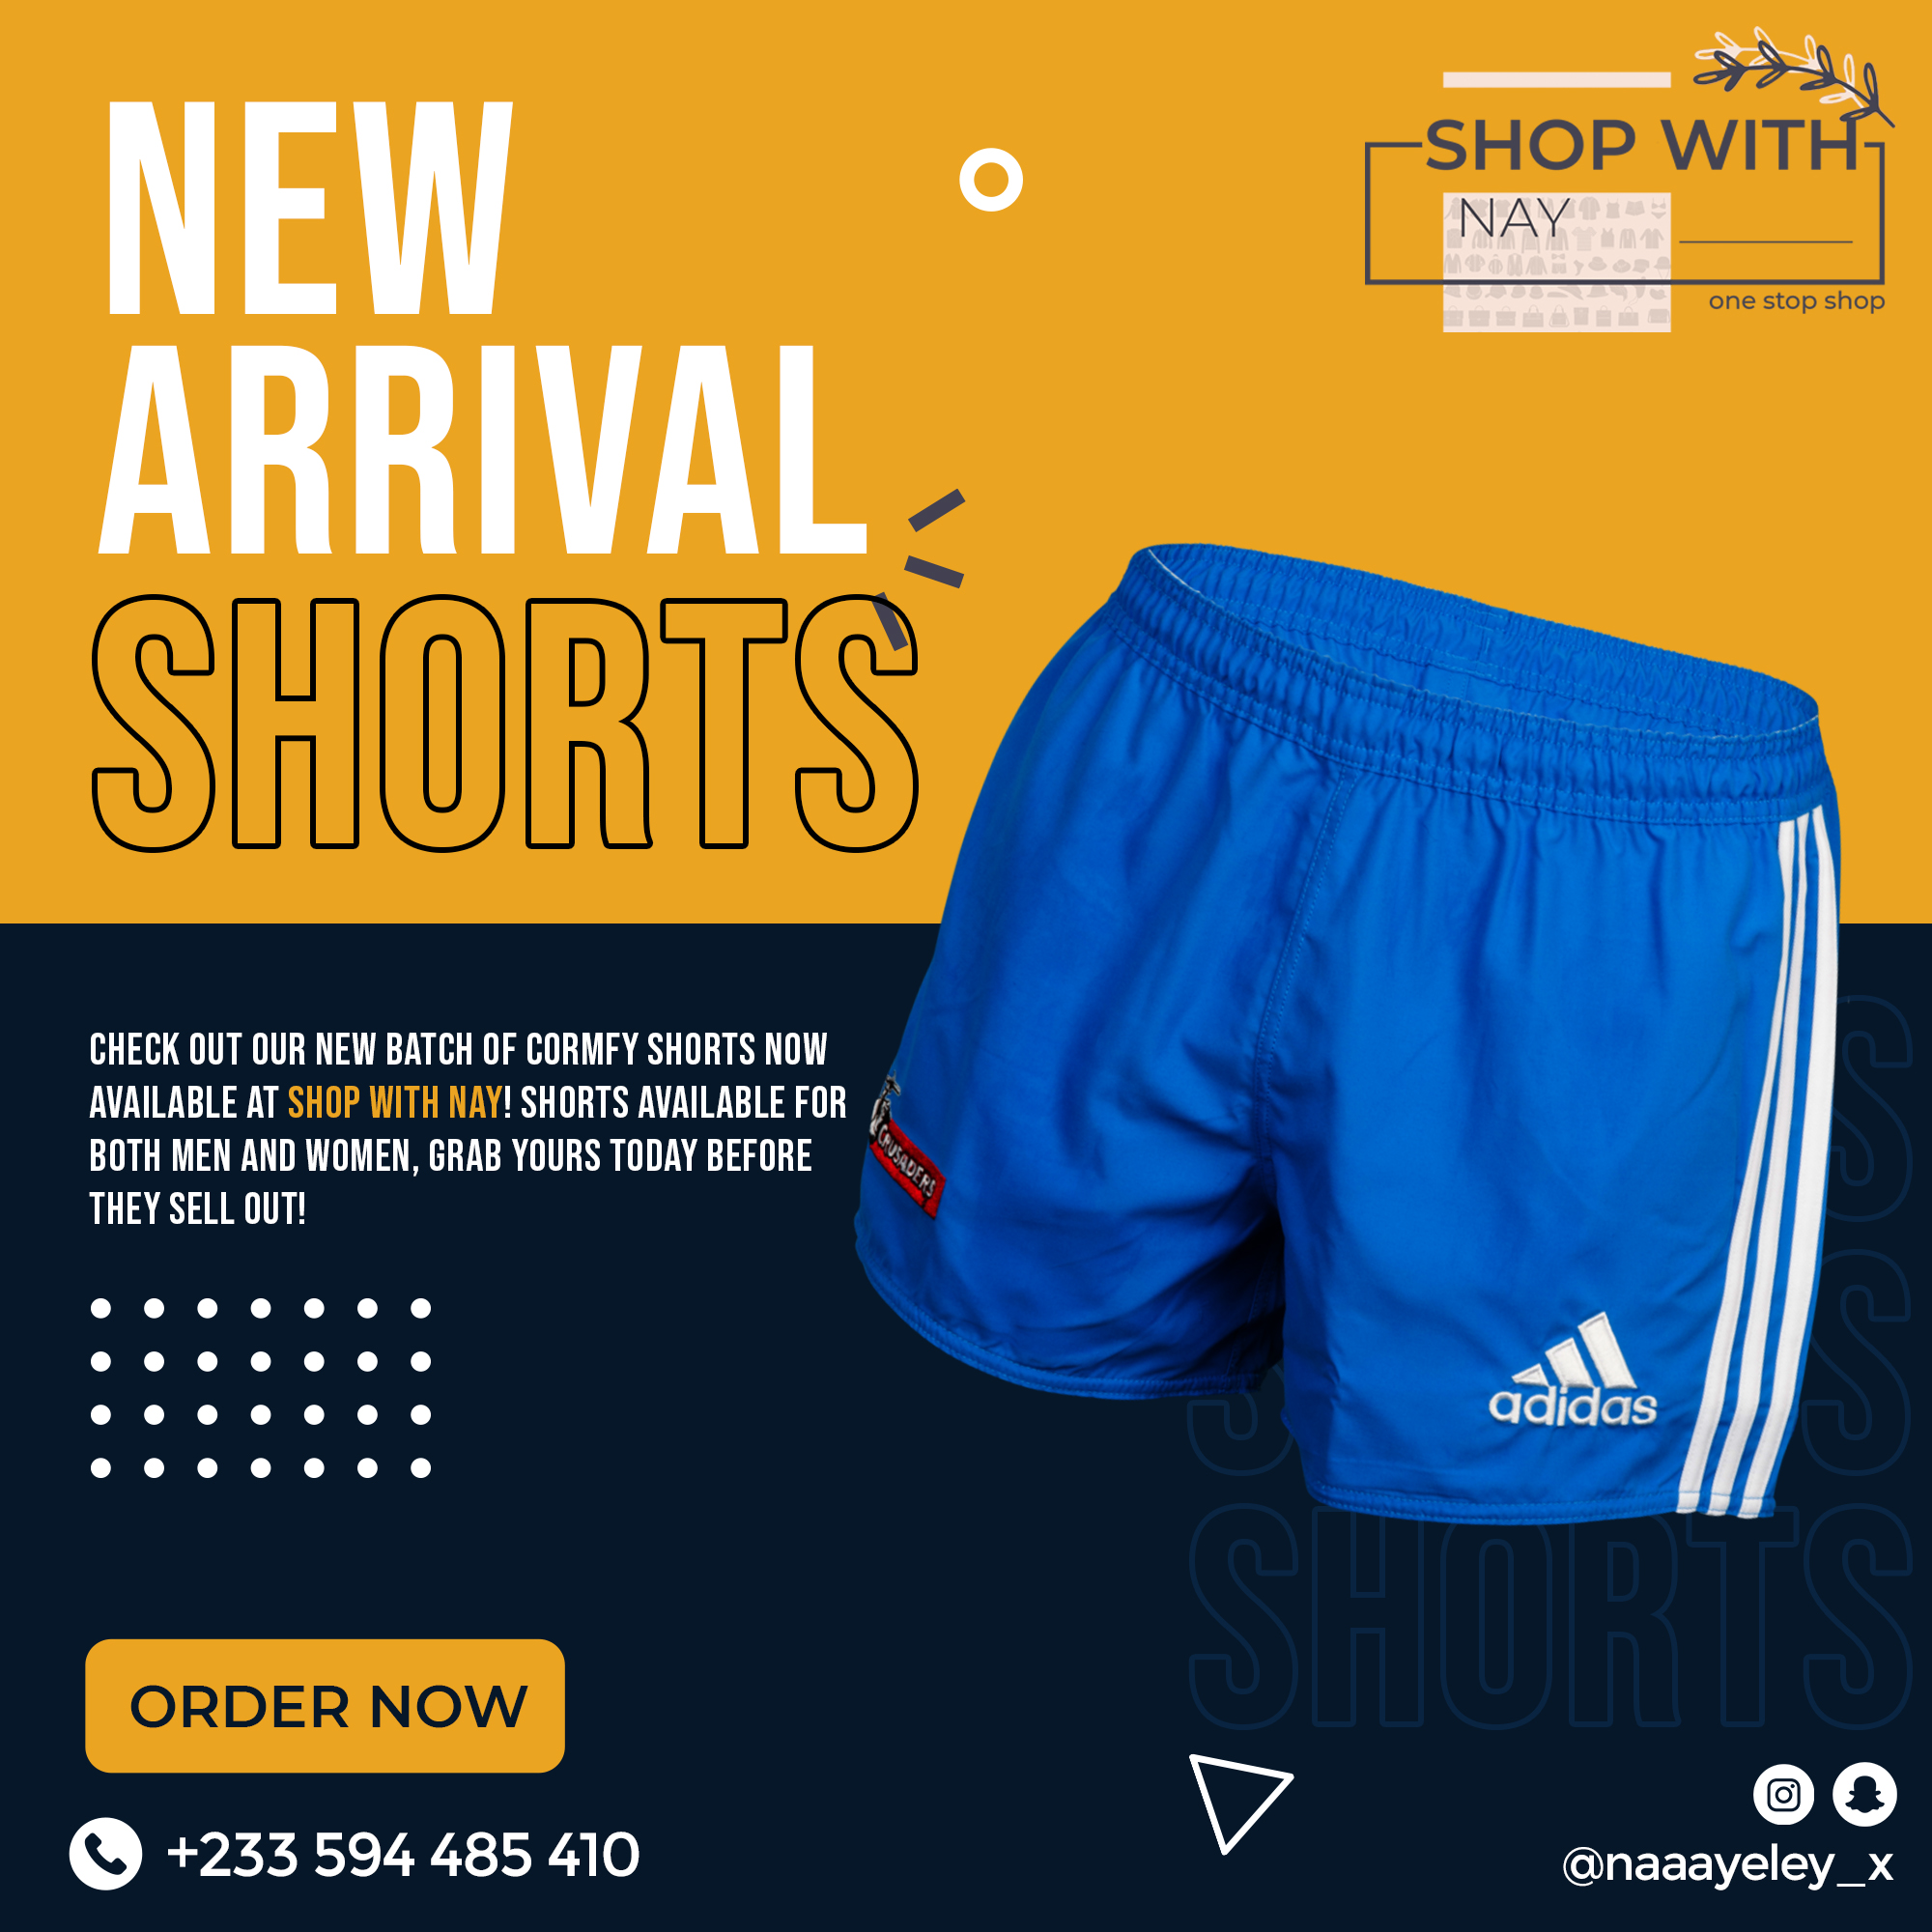 NEW
ARRIVAL
SHORTS
SHOP WITH
NAY
one stop shop
CHECK OUT OUR NEW BATCH OF CORMFY SHORTS NOW
AVAILABLE AT SHOP WITH NAY! SHORTS AVAILABLE FOR
BOTH MEN AND WOMEN, GRAB YOURS TODAY BEFORE
THEY SELL OUT!
CRUSADERS
adidas
S
S S
SHORTS
ORDER NOW
+233 594 485 410
@naaayeley_x